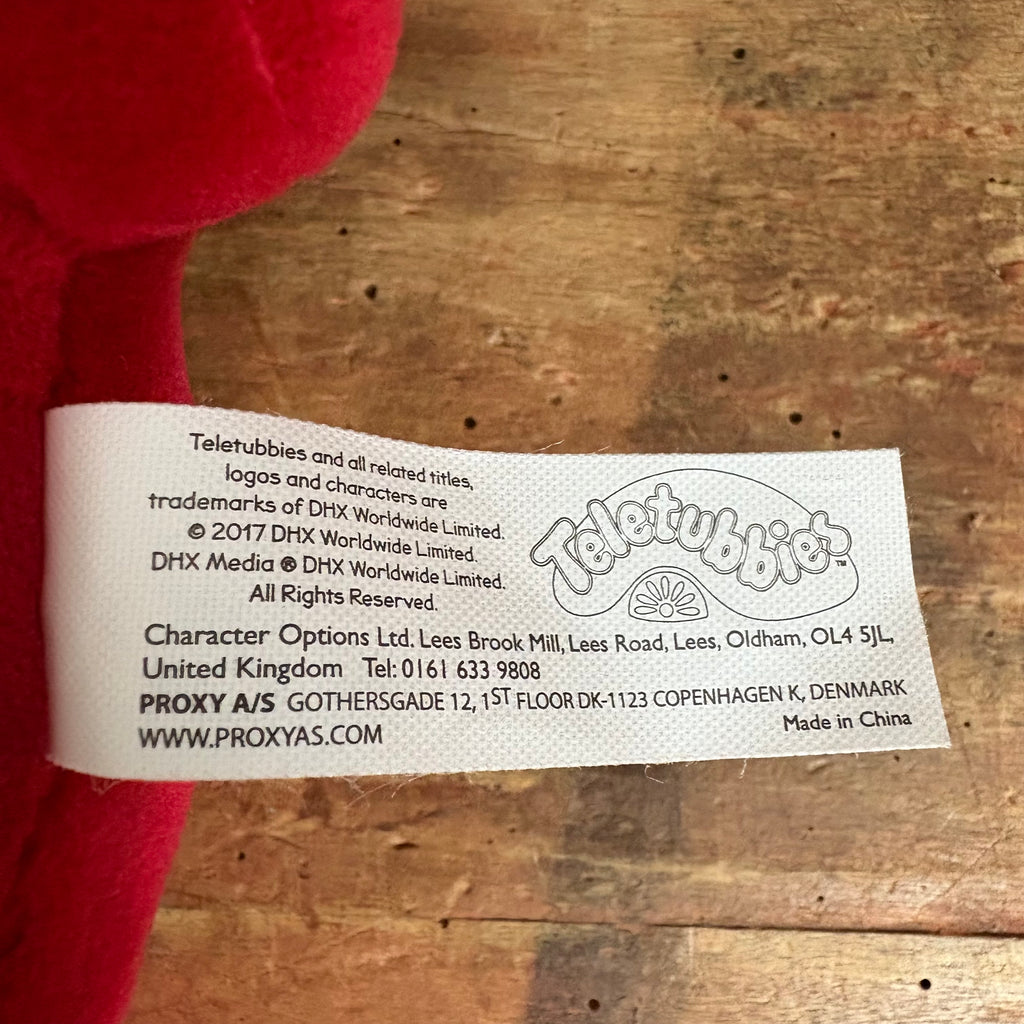 Teletubbies and all related titles,
logos and characters are
trademarks of DHX Worldwide Limited.
© 2017 DHX Worldwide Limited.
DHX Media ® DHX Worldwide Limited.
All Rights Reserved.
Teletubbies™
Character Options Ltd. Lees Brook Mill, Lees Road, Lees, Oldham, OL4 5JL,
United Kingdom Tel: 0161 633 9808
PROXY A/S GOTHERSGADE 12, 1ST FLOOR DK-1123 COPENHAGEN K, DENMARK
WWW.PROXYAS.COM
Made in China